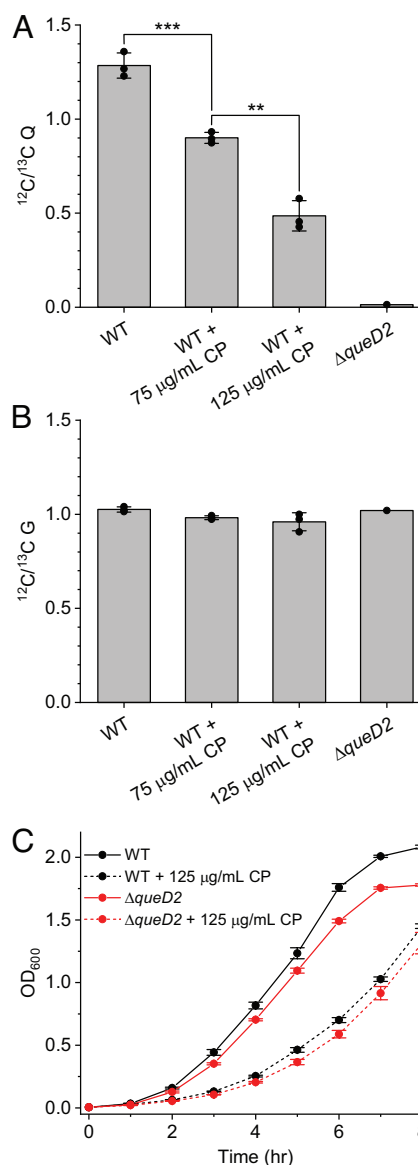 A
***
**
¹²C/¹³C Q
1.5
1.0
0.5
0.0
WT
WT +
75 μg/mL CP
WT +
125 μg/mL CP
ΔqueD2
B
¹²C/¹³C G
1.5
1.0
0.5
0.0
WT
WT +
75 μg/mL CP
WT +
125 μg/mL CP
ΔqueD2
C
WT
WT + 125 μg/mL CP
ΔqueD2
ΔqueD2 + 125 μg/mL CP
OD₆₀₀
2.0
1.5
1.0
0.5
0.0
0 2 4 6
Time (hr)